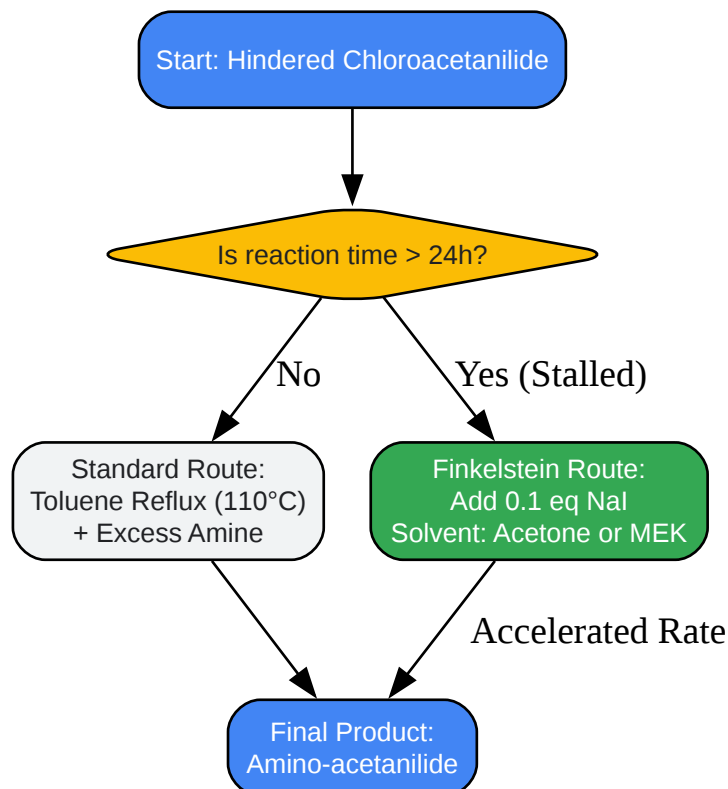 Start: Hindered Chloroacetanilide
Is reaction time > 24h?
No
Yes (Stalled)
Standard Route:
Toluene Reflux (110°C)
+ Excess Amine
Finkelstein Route:
Add 0.1 eq NaI
Solvent: Acetone or MEK
Accelerated Rate
Final Product:
Amino-acetanilide